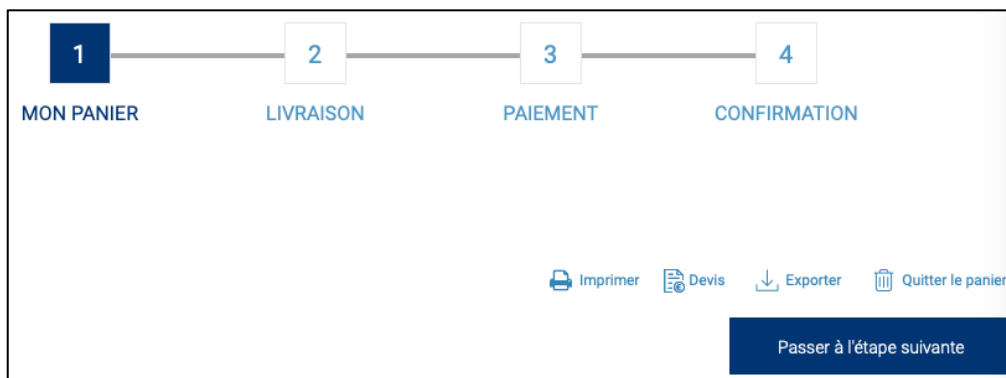 1 2 3 4
MON PANIER LIVRAISON PAIEMENT CONFIRMATION
Imprimer Devis Exporter Quitter le panier
Passer à l'étape suivante